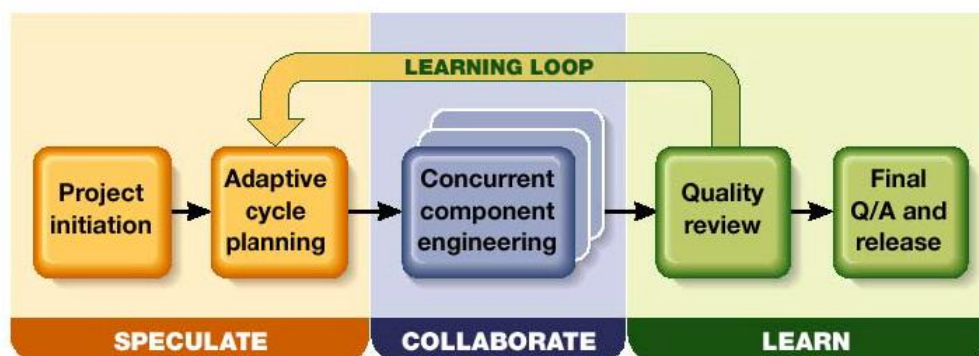 LEARNING LOOP
Project
initiation
Adaptive
cycle
planning
Concurrent
component
engineering
Quality
review
Final
Q/A and
release
SPECULATE
COLLABORATE
LEARN